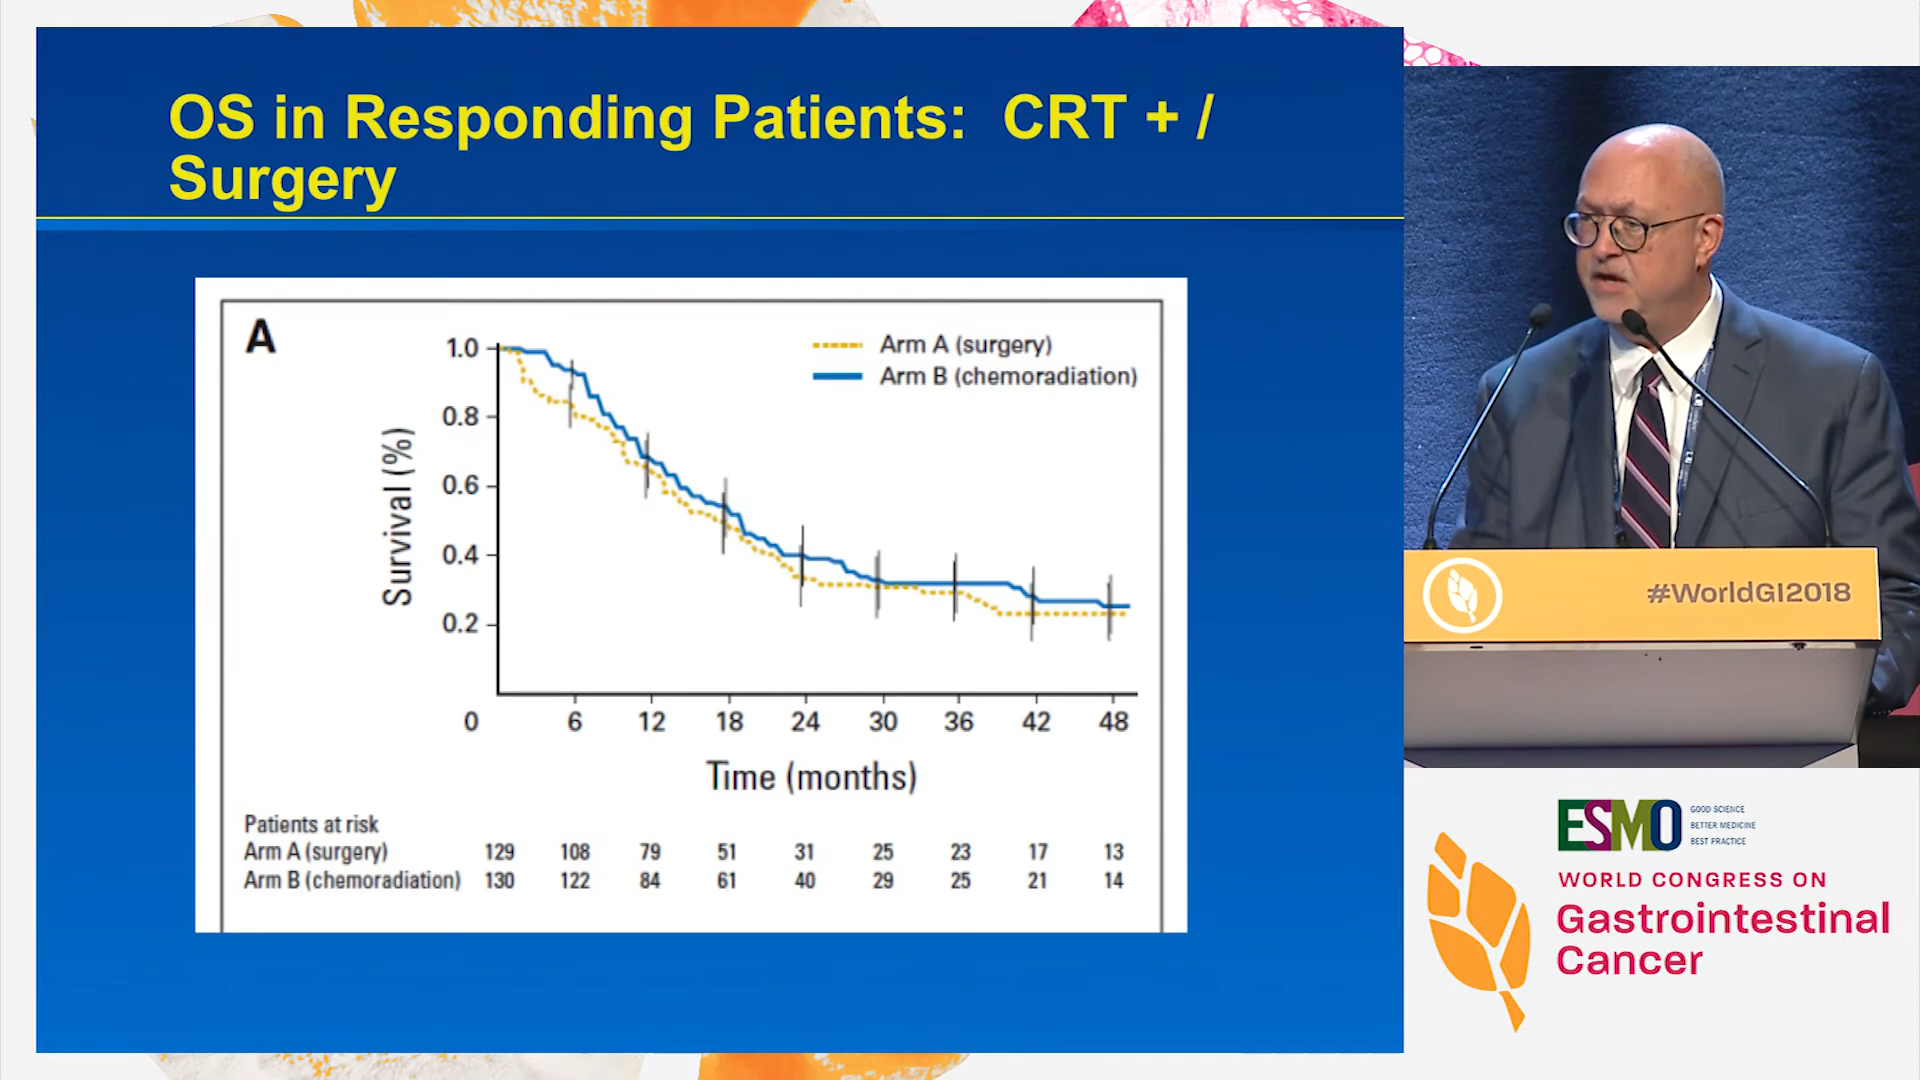 OS in Responding Patients: CRT + /
Surgery
A
Arm A (surgery)
Arm B (chemoradiation)
1.0
0.8
0.6
0.4
0.2
Survival (%)
0 6 12 18 24 30 36 42 48
Time (months)
Patients at risk
Arm A (surgery) 129 108 79 51 31 25 23 17 13
Arm B (chemoradiation) 130 122 84 61 40 29 25 21 14
#WorldGI2018
ESMO
GOOD SCIENCE
BETTER MEDICINE
BEST PRACTICE
WORLD CONGRESS ON
Gastrointestinal
Cancer